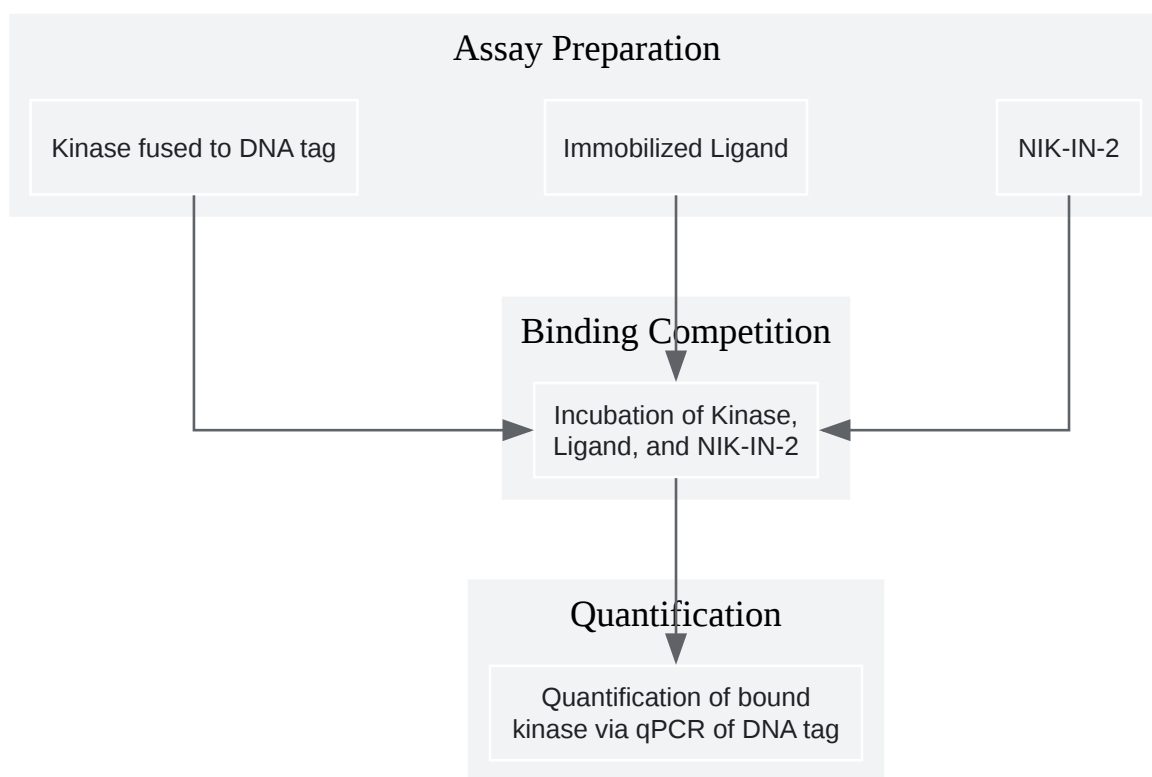 Assay Preparation
Kinase fused to DNA tag
Immobilized Ligand
NIK-IN-2
Binding Competition
Incubation of Kinase,
Ligand, and NIK-IN-2
Quantification
Quantification of bound
kinase via qPCR of DNA tag